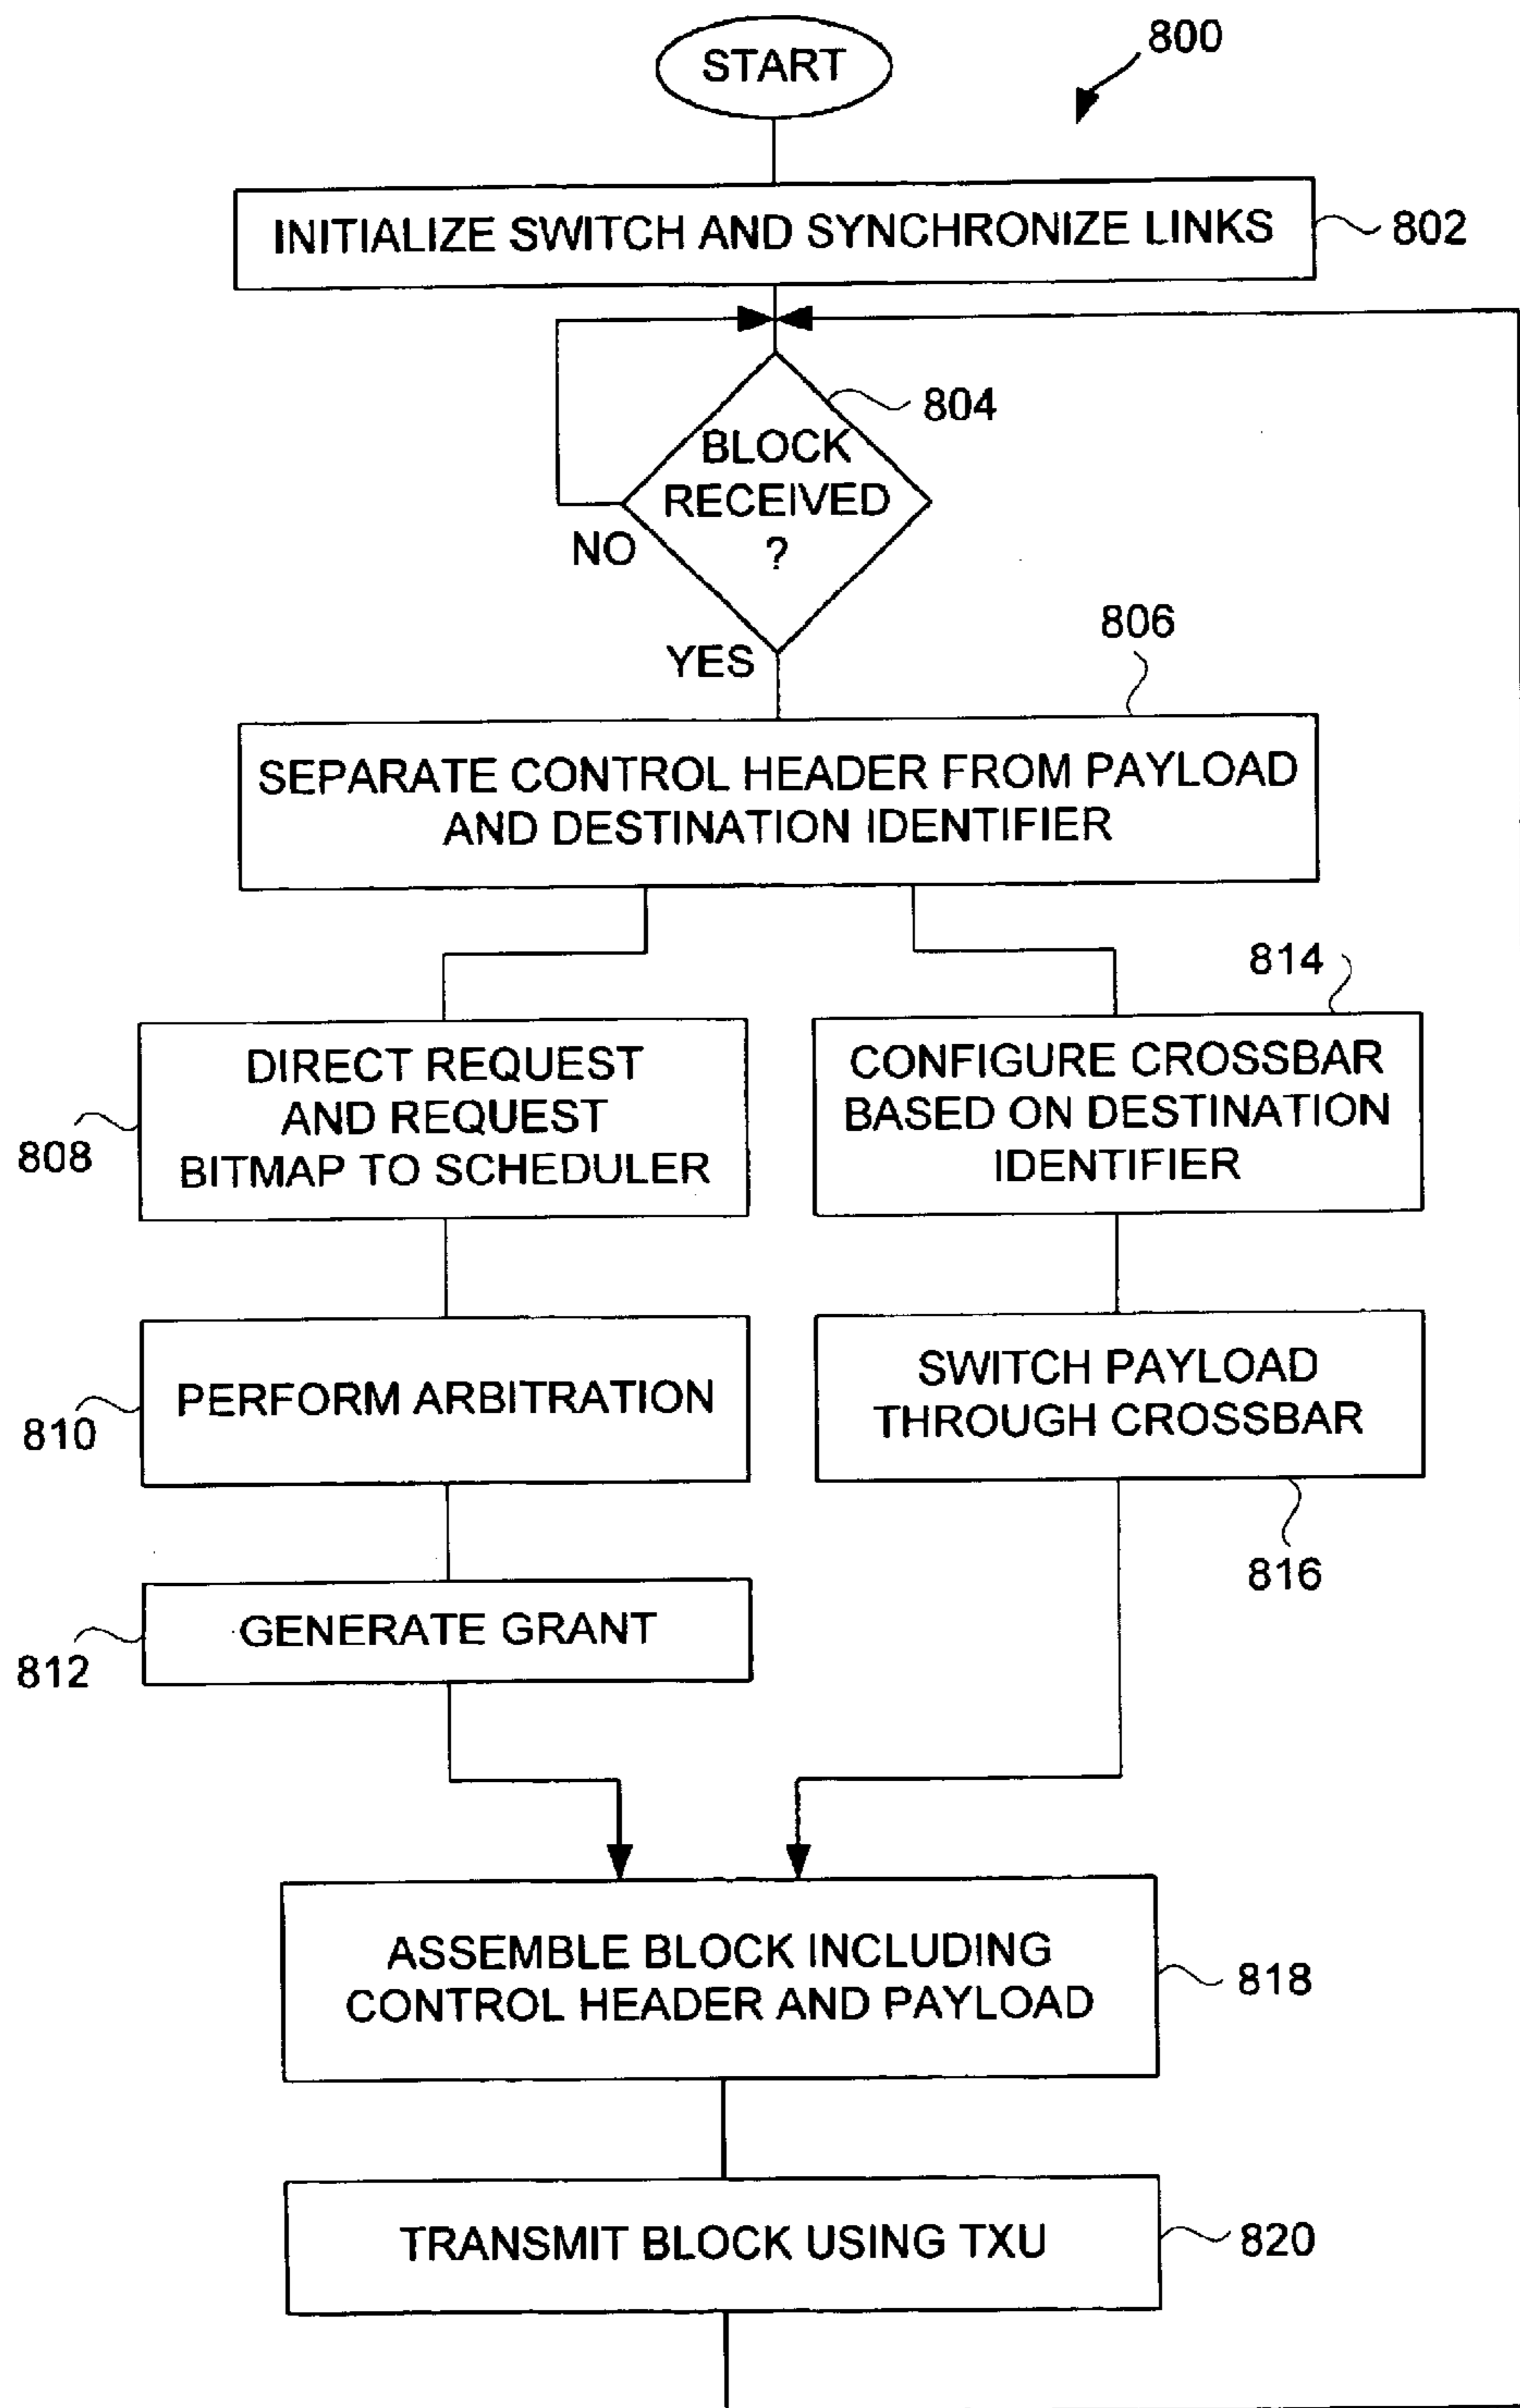 START
800
INITIALIZE SWITCH AND SYNCHRONIZE LINKS
802
804
BLOCK
RECEIVED
?
NO
YES
806
SEPARATE CONTROL HEADER FROM PAYLOAD
AND DESTINATION IDENTIFIER
808
DIRECT REQUEST
AND REQUEST
BITMAP TO SCHEDULER
814
CONFIGURE CROSSBAR
BASED ON DESTINATION
IDENTIFIER
810
PERFORM ARBITRATION
SWITCH PAYLOAD
THROUGH CROSSBAR
816
812
GENERATE GRANT
ASSEMBLE BLOCK INCLUDING
CONTROL HEADER AND PAYLOAD
818
TRANSMIT BLOCK USING TXU
820